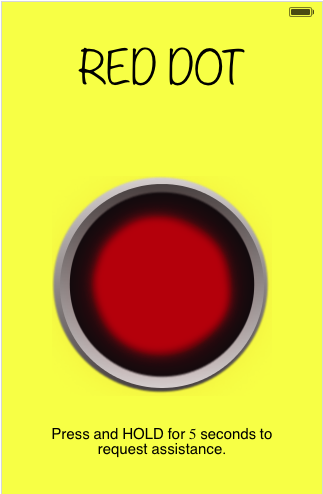 RED DOT
Press and HOLD for 5 seconds to
request assistance.